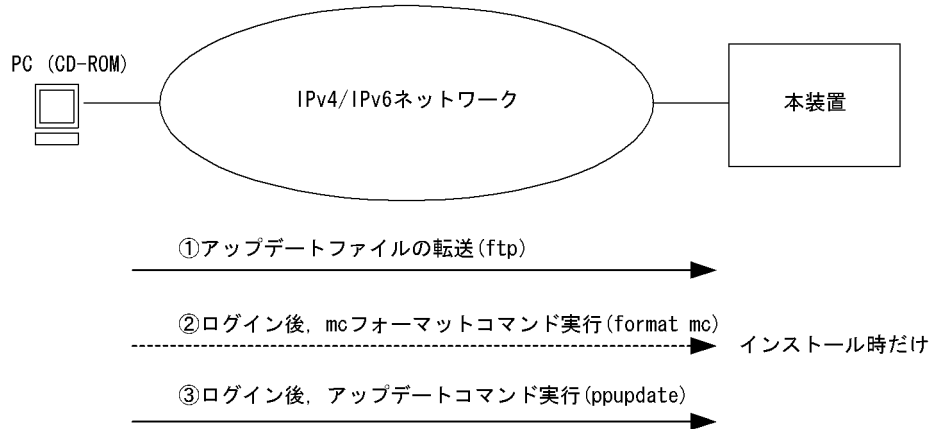 PC (CD-ROM)
IPv4/IPv6ネットワーク
本装置
①アップデートファイルの転送(ftp)
②ログイン後，mcフォーマットコマンド実行(format mc)
インストール時だけ
③ログイン後，アップデートコマンド実行(ppupdate)